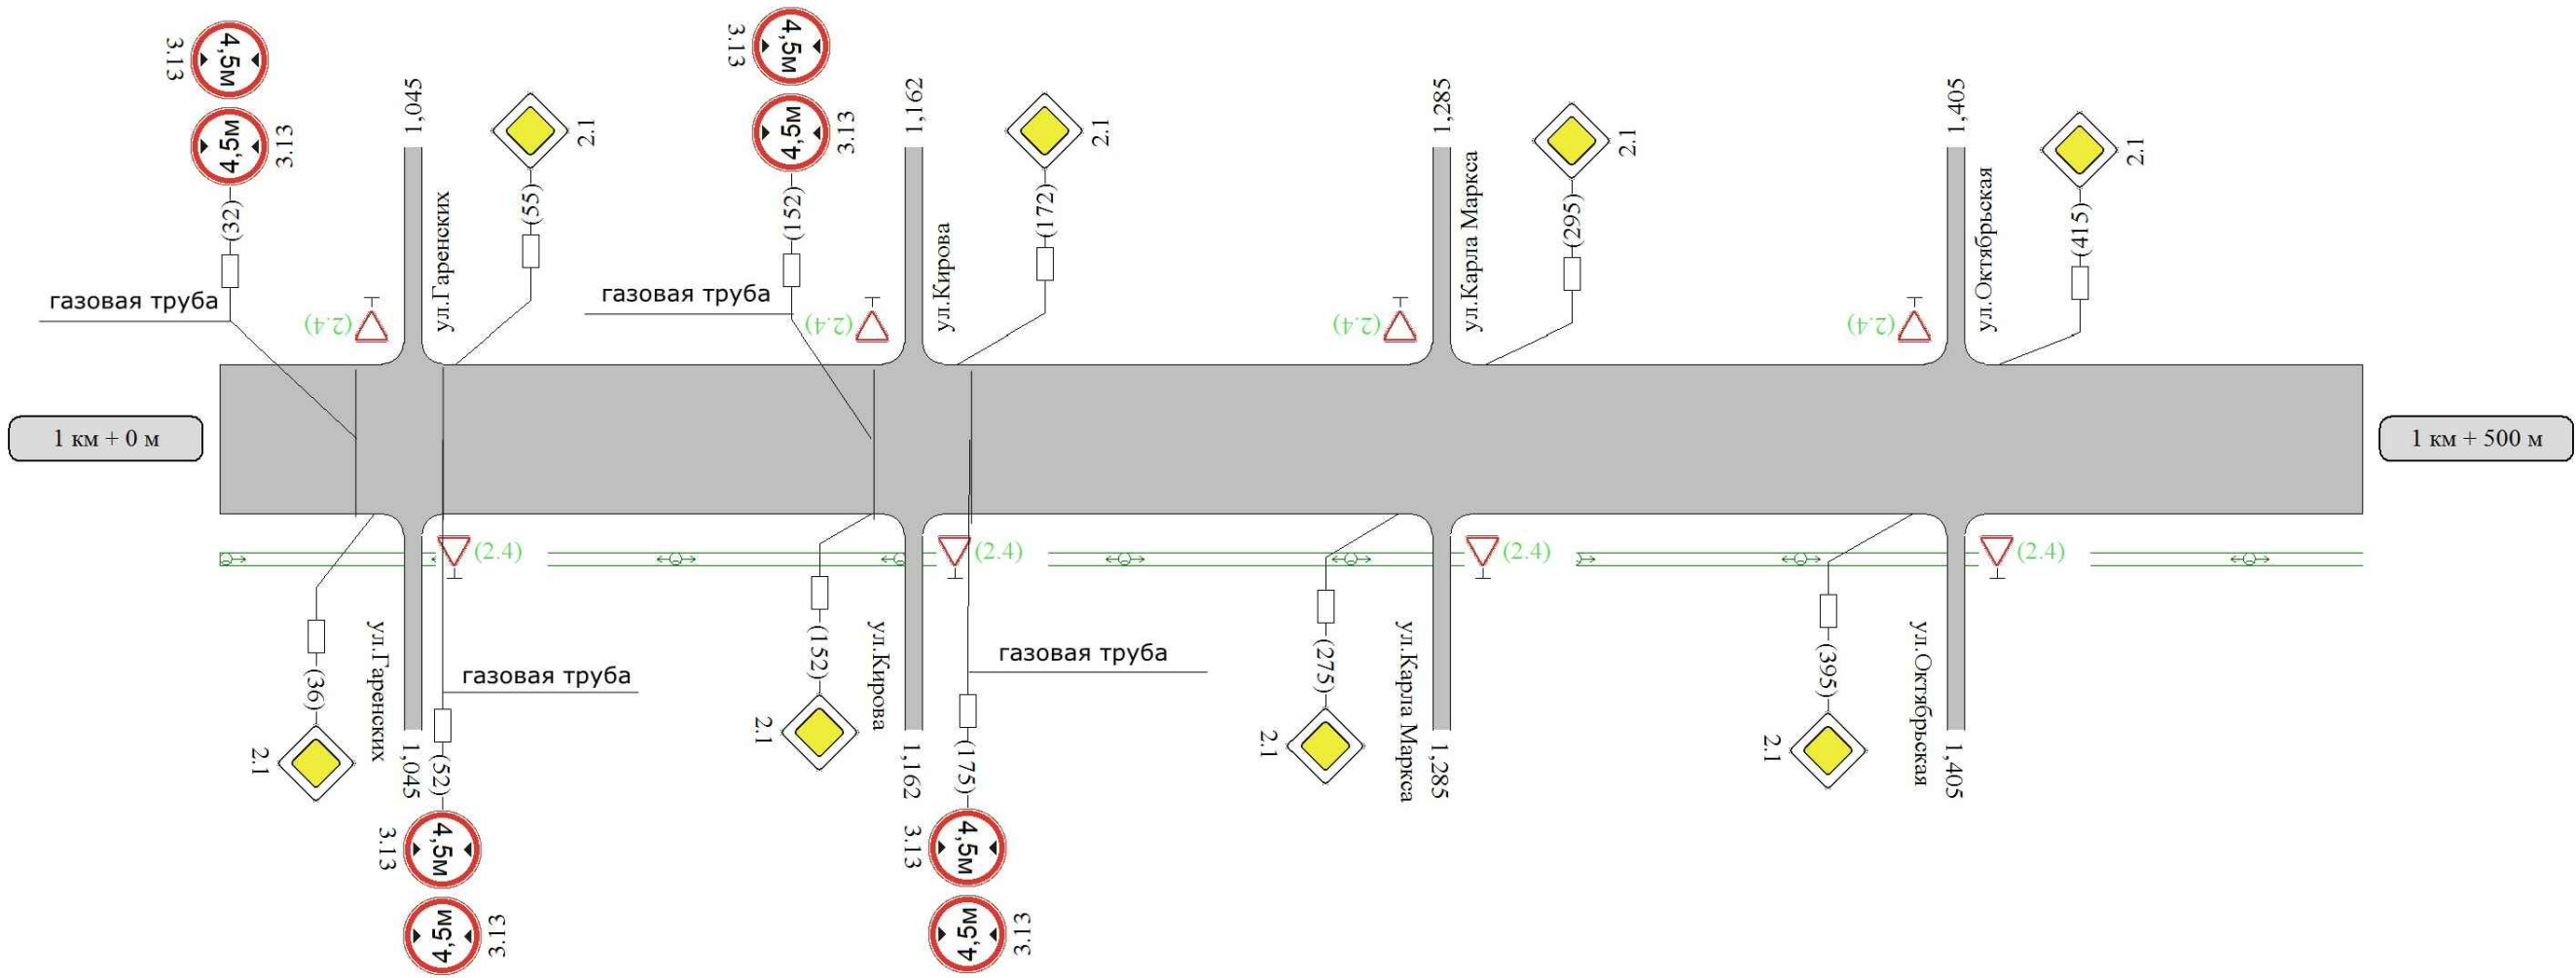 3.13
4,5м
4,5м
3.13
(32)
газовая труба
(2.4)
1,045
ул.Гаренских
2.1
(55)
3.13
4,5м
4,5м
3.13
(152)
газовая труба
(2.4)
1,162
ул.Кирова
2.1
(172)
(2.4)
1,285
ул.Карла Маркса
2.1
(295)
(2.4)
1,405
ул.Октябрьская
2.1
(415)
1 км + 0 м
1 км + 500 м
(2.4)
(2.4)
(2.4)
(2.4)
(36)
2.1
ул.Гаренских
1,045
газовая труба
(52)
3.13
4,5м
4,5м
3.13
(152)
2.1
ул.Кирова
1,162
газовая труба
(175)
3.13
4,5м
4,5м
3.13
(275)
2.1
ул.Карла Маркса
1,285
(395)
2.1
ул.Октябрьская
1,405